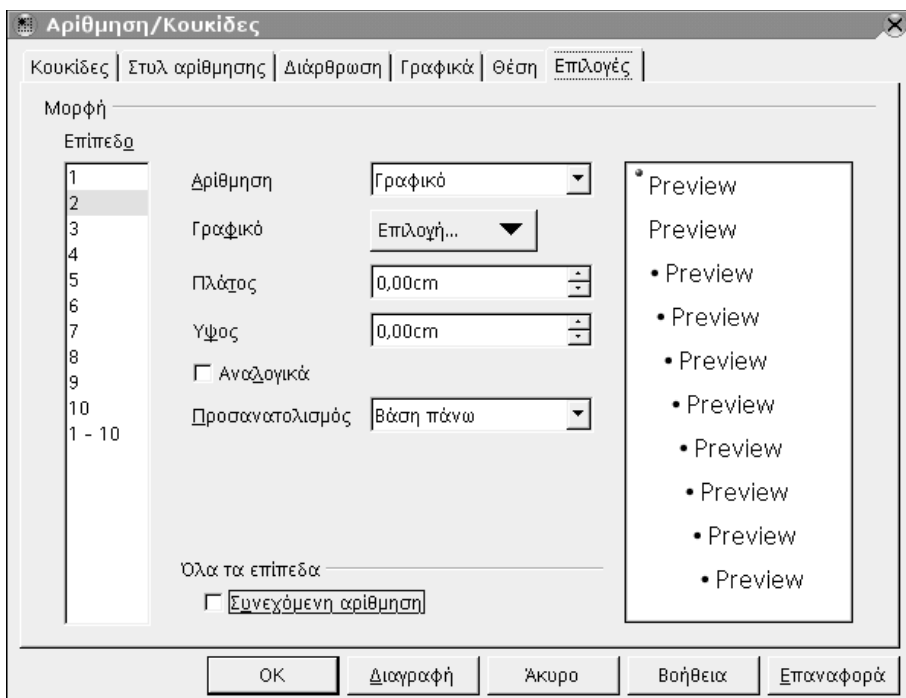 Αρίθμηση/Κουκίδες
Κουκίδες Στυλ αρίθμησης Διάρθρωση Γραφικά Θέση Επιλογές
Μορφή
Επίπεδο
1
2
3
4
5
6
7
8
9
10
1 - 10
Αρίθμηση Γραφικό
Γραφικό Επιλογή...
Πλάτος 0,00cm
Υψος 0,00cm
Αναλογικά
Προσανατολισμός Βάση πάνω
Όλα τα επίπεδα
Συνεχόμενη αρίθμηση
Preview
Preview
• Preview
• Preview
• Preview
• Preview
• Preview
• Preview
• Preview
• Preview
OK Διαγραφή Άκυρο Βοήθεια Επαναφορά